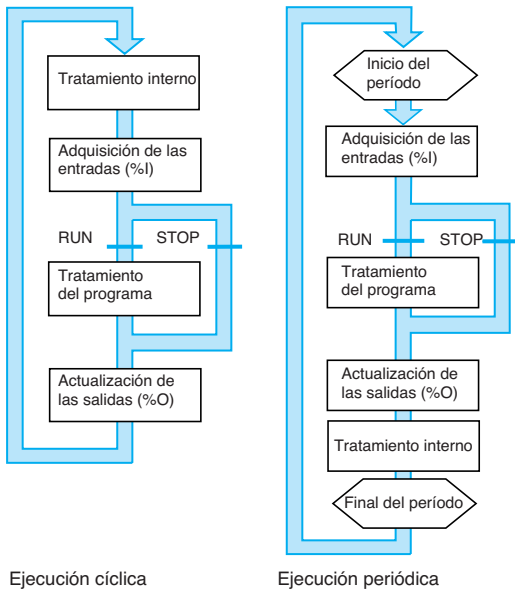 Tratamiento interno
Adquisición de las
entradas (%I)
RUN
STOP
Tratamiento
del programa
Actualización de
las salidas (%O)
Ejecución cíclica
Inicio del
período
Adquisición de las
entradas (%I)
RUN
STOP
Tratamiento
del programa
Actualización de
las salidas (%O)
Tratamiento interno
Final del período
Ejecución periódica